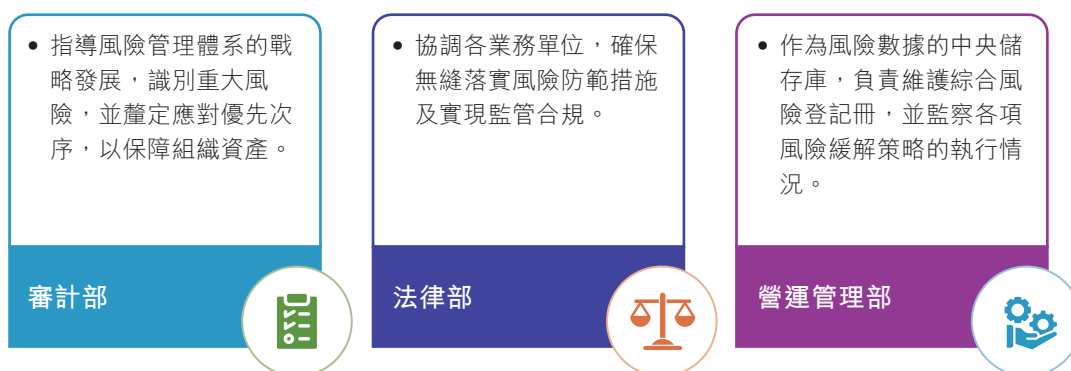 • 指導風險管理體系的戰
略發展，識別重大風
險，並釐定應對優先次
序，以保障組織資產。
審計部
• 協調各業務單位，確保
無縫落實風險防範措施
及實現監管合規。
法律部
• 作為風險數據的中央儲
存庫，負責維護綜合風
險登記冊，並監察各項
風險緩解策略的執行情
況。
營運管理部